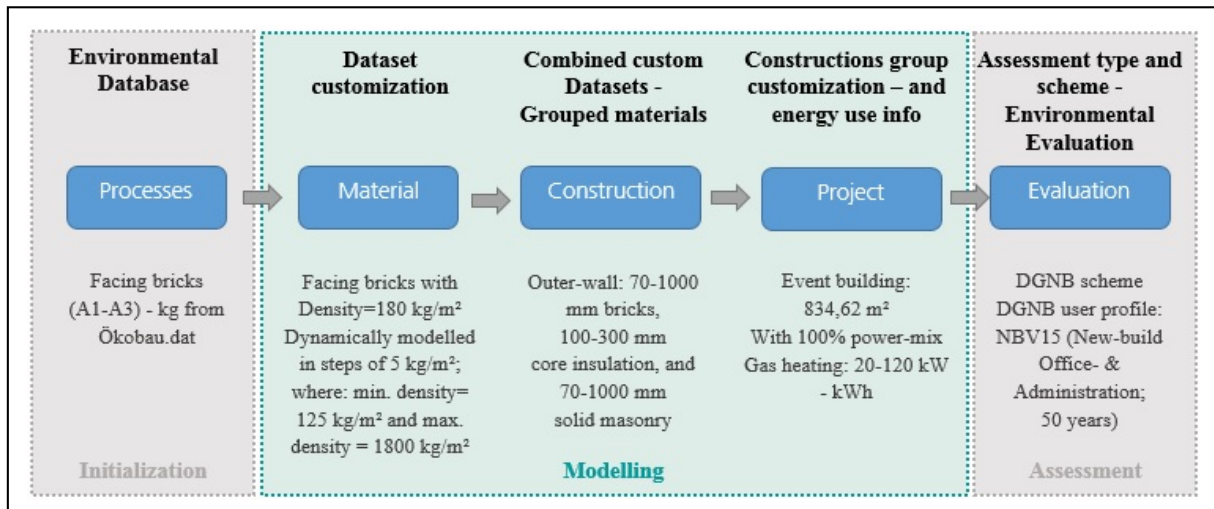 Environmental
Database
Processes
Facing bricks
(A1-A3) - kg from
Ökobau.dat
Initialization
Dataset
customization
Material
Facing bricks with
Density=180 kg/m²
Dynamically modelled
in steps of 5 kg/m²;
where: min. density=
125 kg/m² and max.
density = 1800 kg/m²
Combined custom
Datasets -
Grouped materials
Construction
Outer-wall: 70-1000
mm bricks,
100-300 mm
core insulation, and
70-1000 mm
solid masonry
Constructions group
customization – and
energy use info
Project
Event building:
834,62 m²
With 100% power-mix
Gas heating: 20-120 kW
- kWh
Modelling
Assessment type and
scheme -
Environmental
Evaluation
Evaluation
DGNB scheme
DGNB user profile:
NBV15 (New-build
Office- &
Administration;
50 years)
Assessment